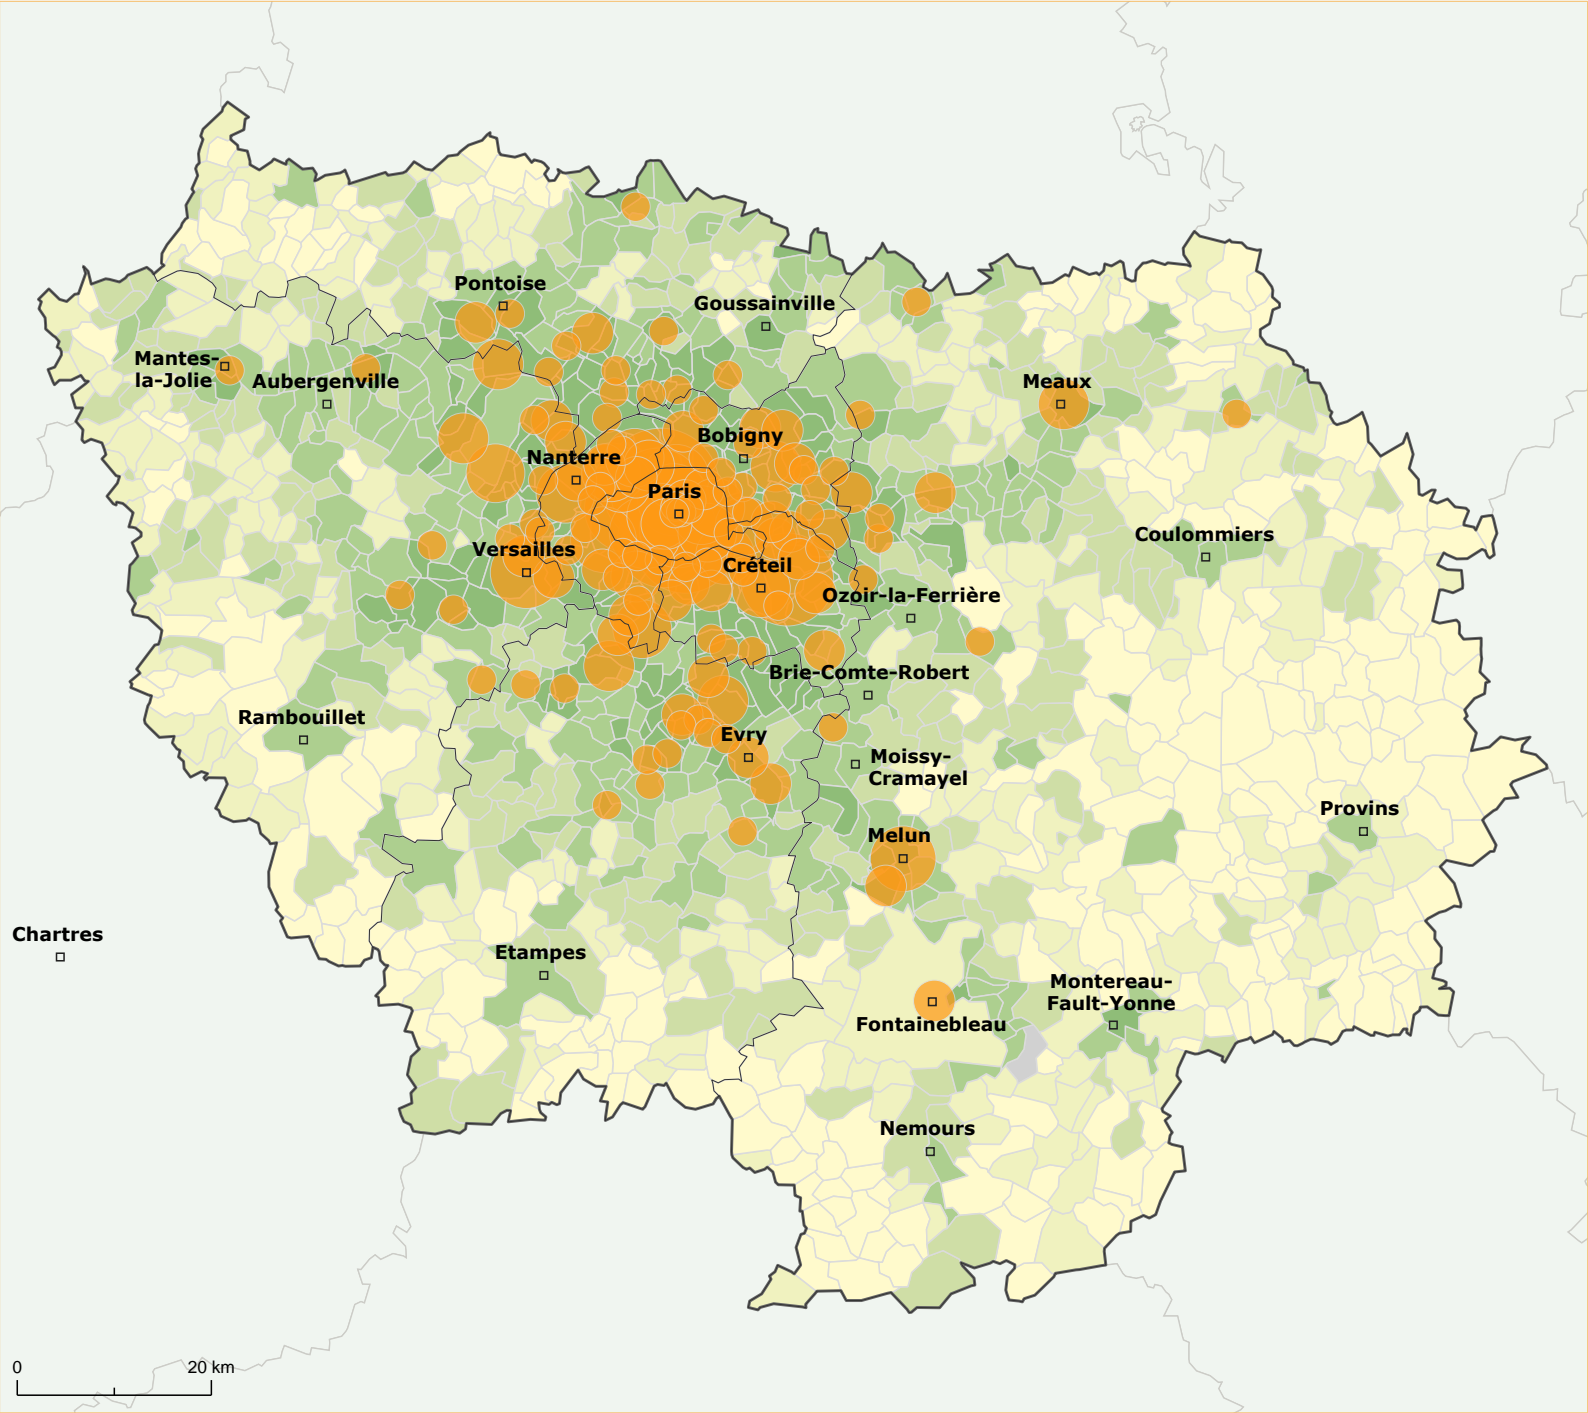 Pontoise
Goussainville
Mantes-
la-Jolie
Aubergenville
Meaux
Bobigny
Nanterre
Paris
Coulommiers
Versailles
Créteil
Ozoir-la-Ferrière
Brie-Comte-Robert
Rambouillet
Evry
Moissy-
Cramayel
Provins
Melun
Chartres
Etampes
Montereau-
Fault-Yonne
Fontainebleau
Nemours
0 20 km